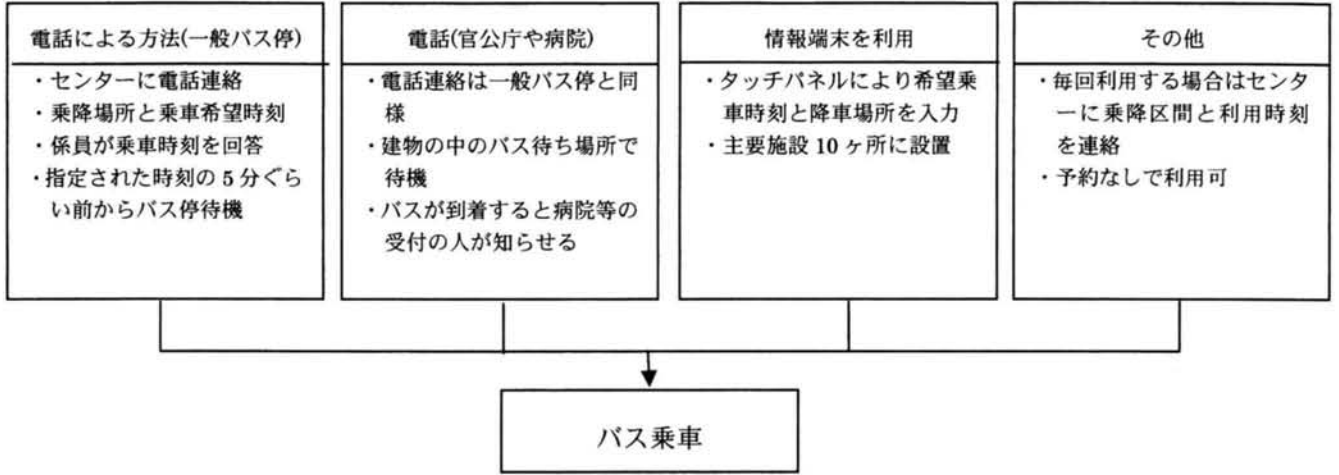 電話による方法(一般バス停)
・センターに電話連絡
・乗降場所と乗車希望時刻
・係員が乗車時刻を回答
・指定された時刻の5分ぐら
い前からバス停待機
電話(官公庁や病院)
・電話連絡は一般バス停と同
様
・建物の中のバス待ち場所で
待機
・バスが到着すると病院等の
受付の人が知らせる
情報端末を利用
・タッチパネルにより希望乗
車時刻と降車場所を入力
・主要施設10ヶ所に設置
その他
・毎回利用する場合はセンタ
ーに乗降区間と利用時刻
を連絡
・予約なしで利用可
バス乗車